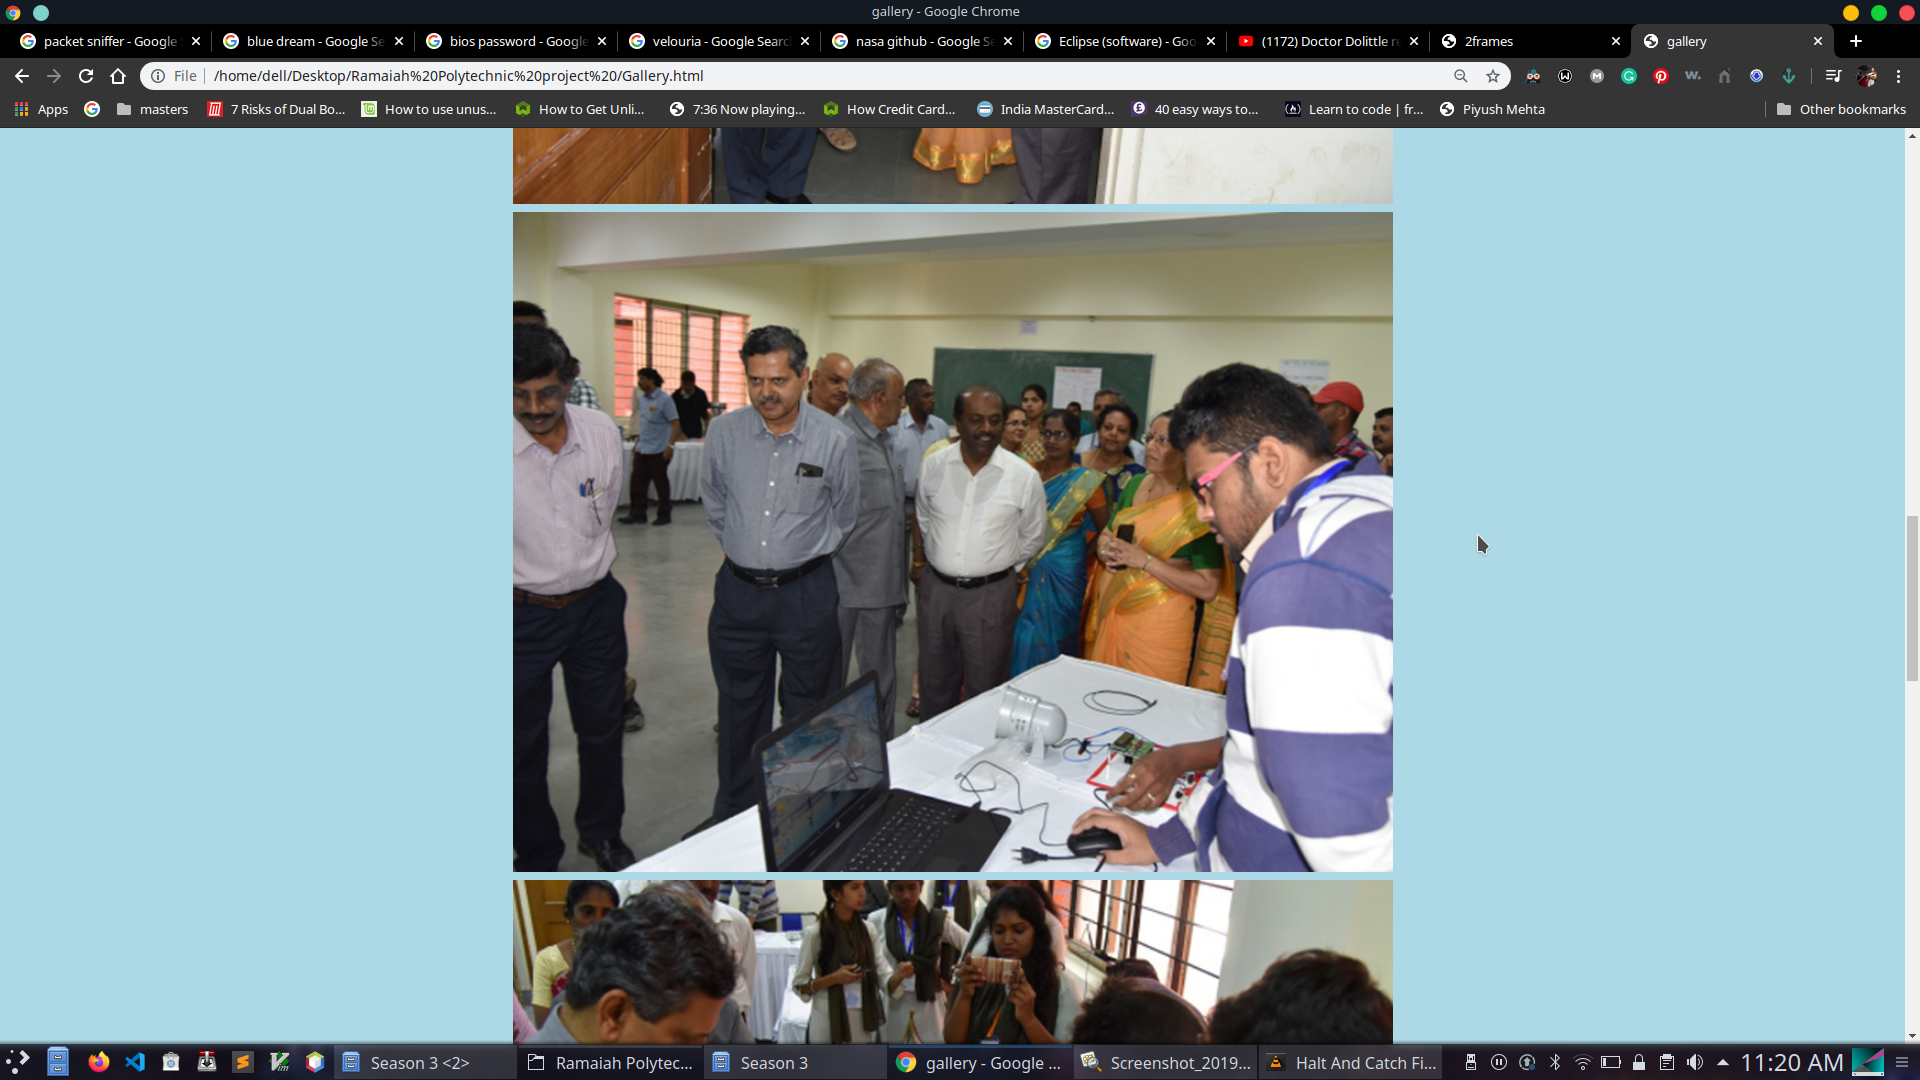 gallery - Google Chrome
packet sniffer - Google
blue dream - Google Se
bios password - Google
velouria - Google Searc
nasa github - Google Se
Eclipse (software) - Goo
(1172) Doctor Dolittle re
2frames
gallery
File
/home/dell/Desktop/Ramaiah%20Polytechnic%20project%20/Gallery.html
Apps
masters
7 Risks of Dual Bo...
How to use unus...
How to Get Unli...
7:36 Now playing...
How Credit Card...
India MasterCard...
40 easy ways to...
Learn to code | fr...
Piyush Mehta
Other bookmarks
Season 3 <2>
Ramaiah Polytec...
Season 3
gallery - Google ...
Screenshot_2019...
Halt And Catch Fi...
11:20 AM